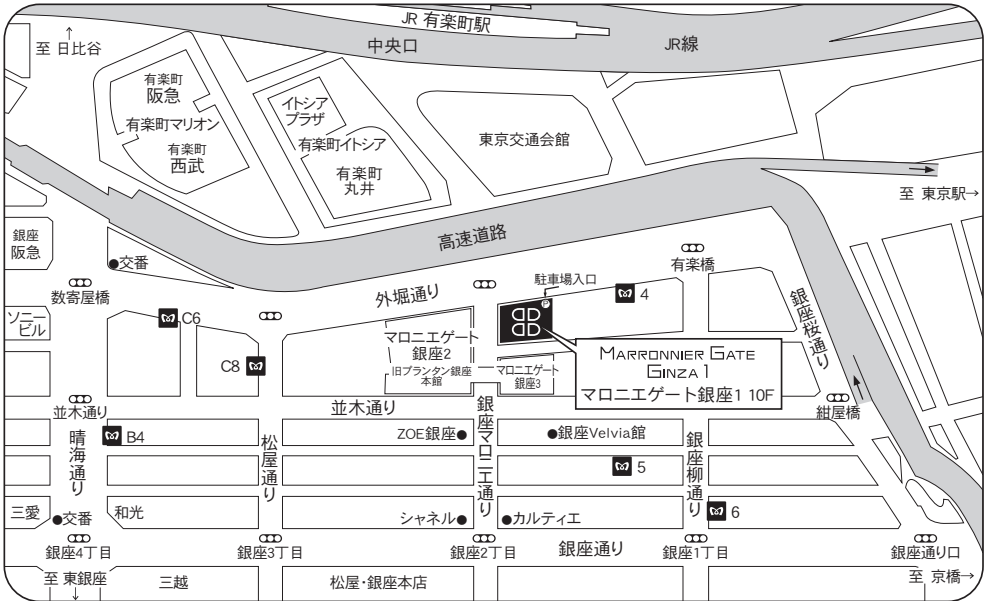 JR 有楽町駅
↑
至 日比谷
中央口
JR線
有楽町
阪急
有楽町マリオン
有楽町
西武
イトシア
プラザ
有楽町イトシア
有楽町
丸井
東京交通会館
至 東京駅→
高速道路
銀座
阪急
交番
有楽橋
数寄屋橋
外堀通り
駐車場入口
P
4
銀座桜通り
ソニー
ビル
C6
マロニエゲート
銀座2
旧プランタン銀座
本館
マロニエゲート
銀座3
C8
MARRONNIER GATE
GINZA 1
マロニエゲート銀座1 10F
並木通り
並木通り
紺屋橋
晴海通り
B4
松屋通り
ZOE銀座
銀座マロニエ通り
銀座Velvia館
銀座柳通り
5
三愛
交番
和光
シャネル
カルティエ
6
銀座4丁目
銀座3丁目
銀座2丁目
銀座通り
銀座1丁目
銀座通り口
至 東銀座
↓
三越
松屋・銀座本店
至 京橋→